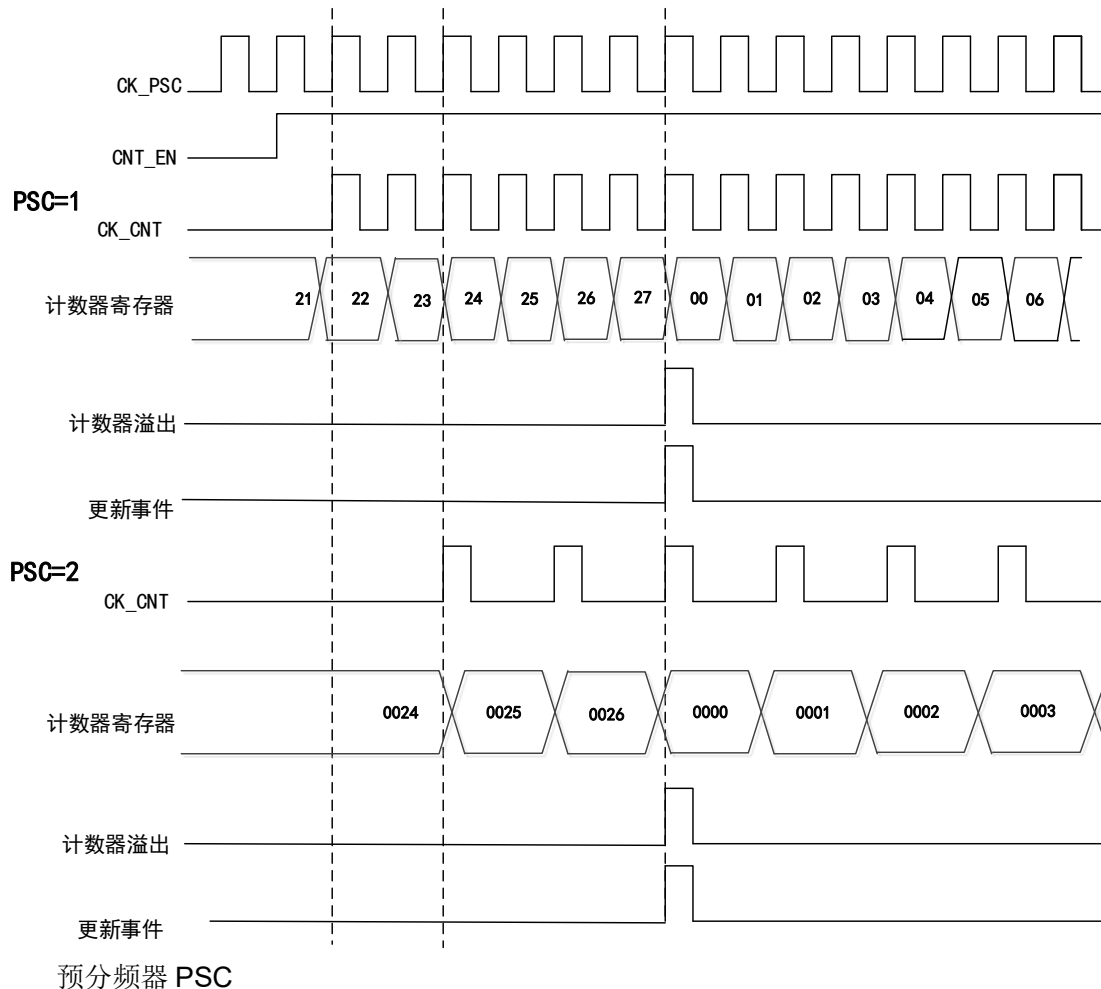 CK_PSC
CNT_EN
PSC=1
CK_CNT
计数器寄存器 21 22 23 24 25 26 27 00 01 02 03 04 05 06
计数器溢出
更新事件
PSC=2
CK_CNT
计数器寄存器 0024 0025 0026 0000 0001 0002 0003
计数器溢出
更新事件
预分频器 PSC